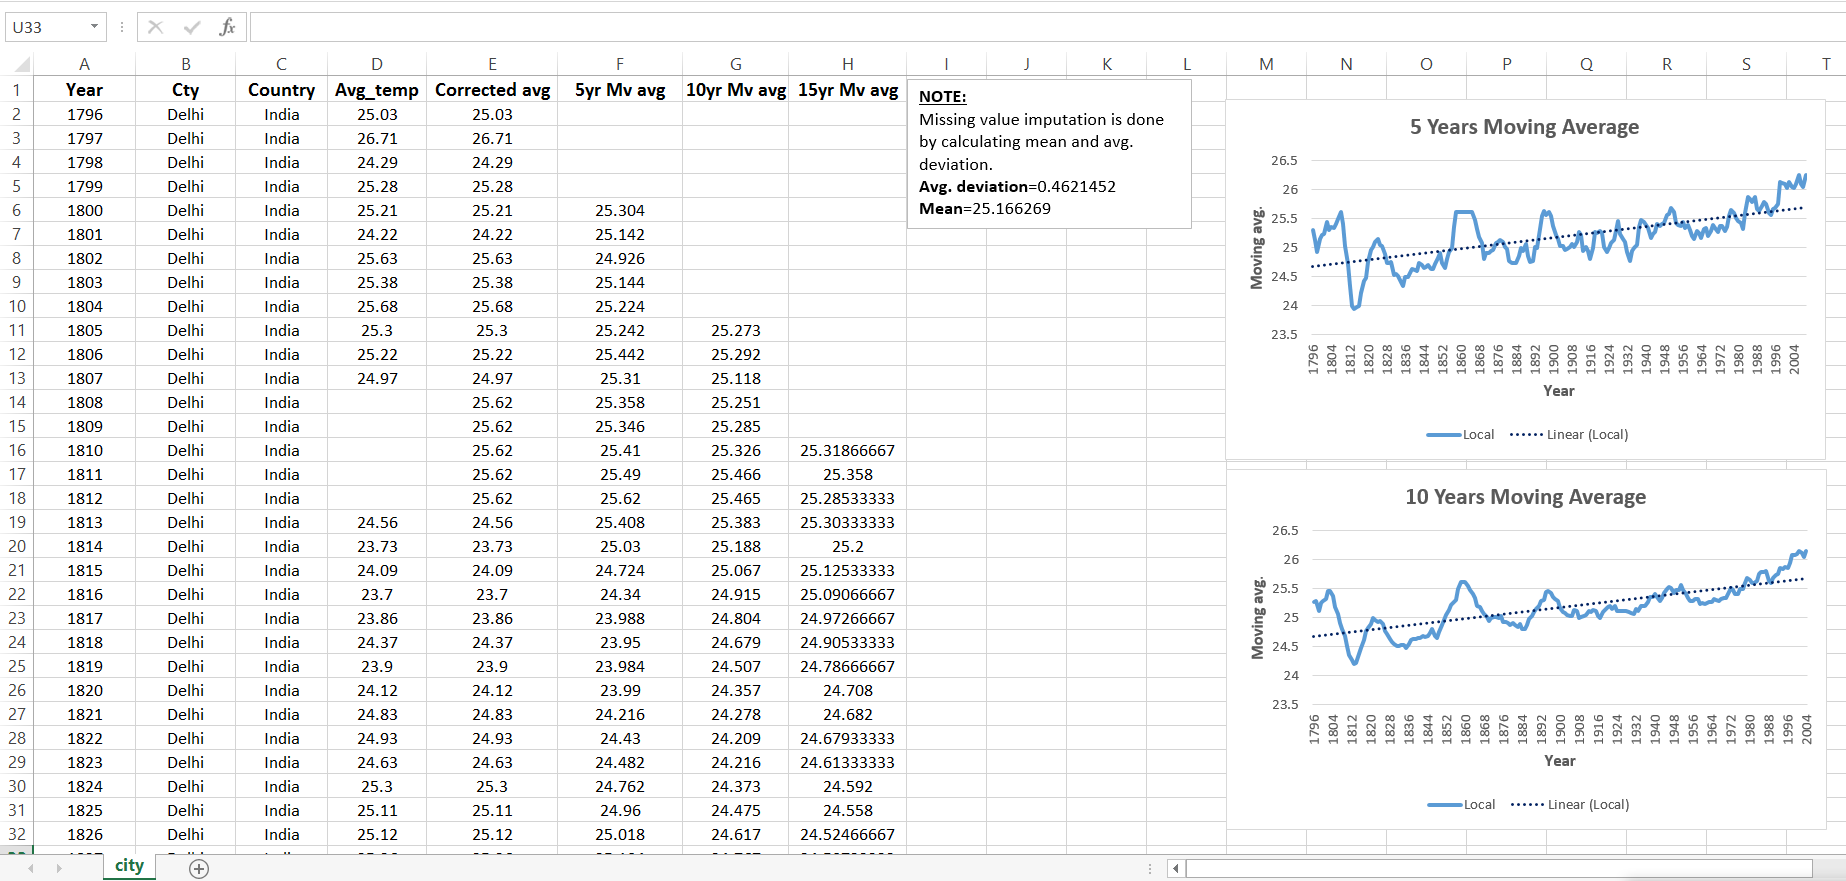 U33
fx
A B C D E F G H I J K L M N O P Q R S T
1 Year Cty Country Avg_temp Corrected avg 5yr Mv avg 10yr Mv avg 15yr Mv avg
2 1796 Delhi India 25.03 25.03
3 1797 Delhi India 26.71 26.71
4 1798 Delhi India 24.29 24.29
5 1799 Delhi India 25.28 25.28
6 1800 Delhi India 25.21 25.21 25.304
7 1801 Delhi India 24.22 24.22 25.142
8 1802 Delhi India 25.63 25.63 24.926
9 1803 Delhi India 25.38 25.38 25.144
10 1804 Delhi India 25.68 25.68 25.224
11 1805 Delhi India 25.3 25.3 25.242 25.273
12 1806 Delhi India 25.22 25.22 25.442 25.292
13 1807 Delhi India 24.97 24.97 25.31 25.118
14 1808 Delhi India 25.62 25.358 25.251
15 1809 Delhi India 25.62 25.346 25.285
16 1810 Delhi India 25.62 25.41 25.326 25.31866667
17 1811 Delhi India 25.62 25.49 25.466 25.358
18 1812 Delhi India 25.62 25.62 25.465 25.28533333
19 1813 Delhi India 24.56 24.56 25.408 25.383 25.30333333
20 1814 Delhi India 23.73 23.73 25.03 25.188 25.2
21 1815 Delhi India 24.09 24.09 24.724 25.067 25.12533333
22 1816 Delhi India 23.7 23.7 24.34 24.915 25.09066667
23 1817 Delhi India 23.86 23.86 23.988 24.804 24.97266667
24 1818 Delhi India 24.37 24.37 23.95 24.679 24.90533333
25 1819 Delhi India 23.9 23.9 23.984 24.507 24.78666667
26 1820 Delhi India 24.12 24.12 23.99 24.357 24.708
27 1821 Delhi India 24.83 24.83 24.216 24.278 24.682
28 1822 Delhi India 24.93 24.93 24.43 24.209 24.67933333
29 1823 Delhi India 24.63 24.63 24.482 24.216 24.61333333
30 1824 Delhi India 25.3 25.3 24.762 24.373 24.592
31 1825 Delhi India 25.11 25.11 24.96 24.475 24.558
32 1826 Delhi India 25.12 25.12 25.018 24.617 24.52466667
NOTE:
Missing value imputation is done
by calculating mean and avg.
deviation.
Avg. deviation=0.4621452
Mean=25.166269
5 Years Moving Average
Moving avg.
26.5
26
25.5
25
24.5
24
23.5
1796 1804 1812 1820 1828 1836 1844 1852 1860 1868 1876 1884 1892 1900 1908 1916 1924 1932 1940 1948 1956 1964 1972 1980 1988 1996 2004
Year
Local Linear (Local)
10 Years Moving Average
Moving avg.
26.5
26
25.5
25
24.5
24
23.5
1796 1804 1812 1820 1828 1836 1844 1852 1860 1868 1876 1884 1892 1900 1908 1916 1924 1932 1940 1948 1956 1964 1972 1980 1988 1996 2004
Year
Local Linear (Local)
city